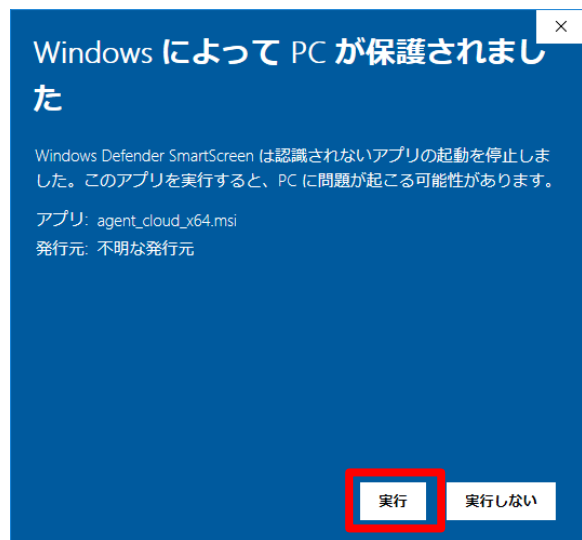 Windows によって PC が保護されまし
た
Windows Defender SmartScreen は認識されないアプリの起動を停止しま
した。このアプリを実行すると、PC に問題が起こる可能性があります。
アプリ: agent_cloud_x64.msi
発行元: 不明な発行元
実行 実行しない